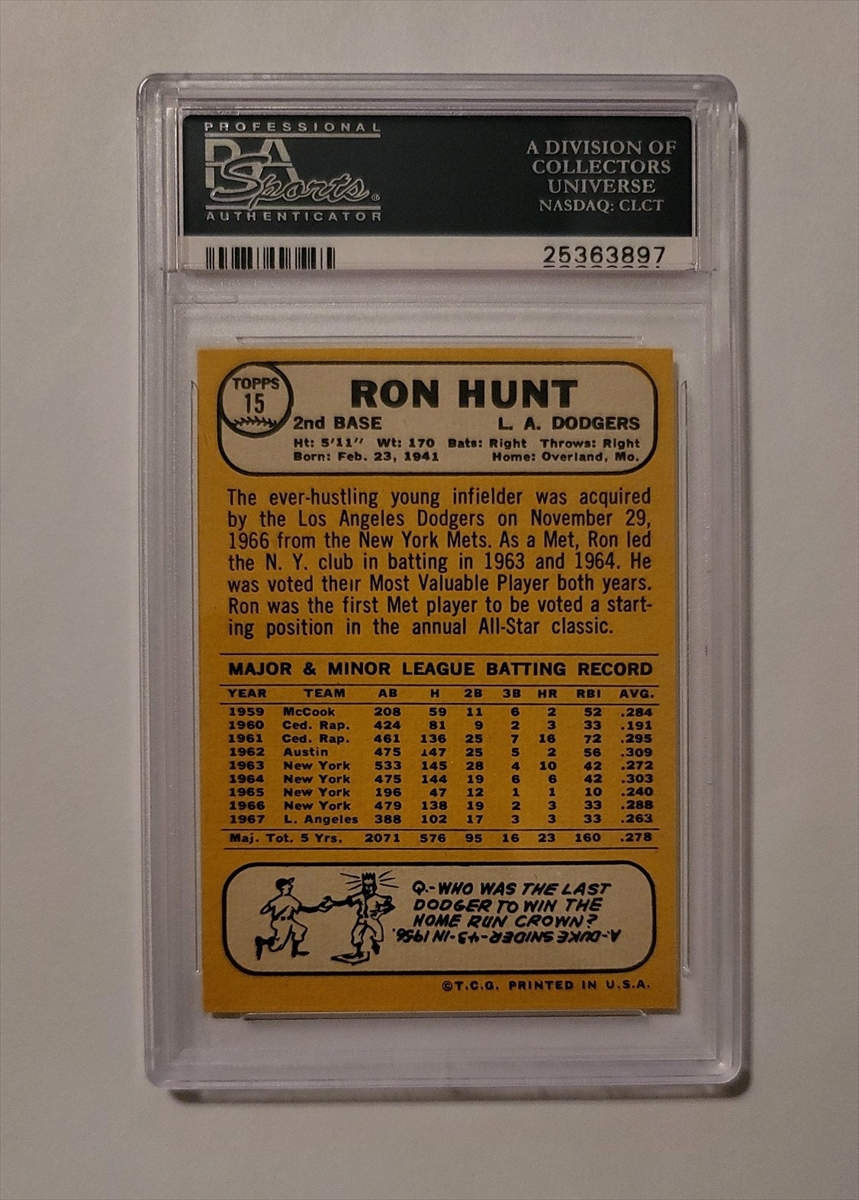 PROFESSIONAL
PSA
Sports
AUTHENTICATOR
A DIVISION OF
COLLECTORS
UNIVERSE
NASDAQ: CLCT
25363897
TOPPS
15
RON HUNT
2nd BASE L. A. DODGERS
Ht: 5'11" Wt: 170 Bats: Right Throws: Right
Born: Feb. 23, 1941 Home: Overland, Mo.
The ever-hustling young infielder was acquired
by the Los Angeles Dodgers on November 29,
1966 from the New York Mets. As a Met, Ron led
the N. Y. club in batting in 1963 and 1964. He
was voted their Most Valuable Player both years.
Ron was the first Met player to be voted a start-
ing position in the annual All-Star classic.
MAJOR & MINOR LEAGUE BATTING RECORD
YEAR TEAM AB H 2B 3B HR RBI AVG.
1959 McCook 208 59 11 6 2 52 .284
1960 Ced. Rap. 424 81 9 2 3 33 .191
1961 Ced. Rap. 461 136 25 7 16 72 .295
1962 Austin 475 147 25 5 2 56 .309
1963 New York 533 145 28 4 10 42 .272
1964 New York 475 144 19 6 6 42 .303
1965 New York 196 47 12 1 1 10 .240
1966 New York 479 138 19 2 3 33 .288
1967 L. Angeles 388 102 17 3 3 33 .263
Maj. Tot. 5 Yrs. 2071 576 95 16 23 160 .278
Q.-WHO WAS THE LAST
DODGER TO WIN THE
HOME RUN CROWN?
A.-DUKE SNIDER-43-IN 1956.
©T.C.G. PRINTED IN U.S.A.